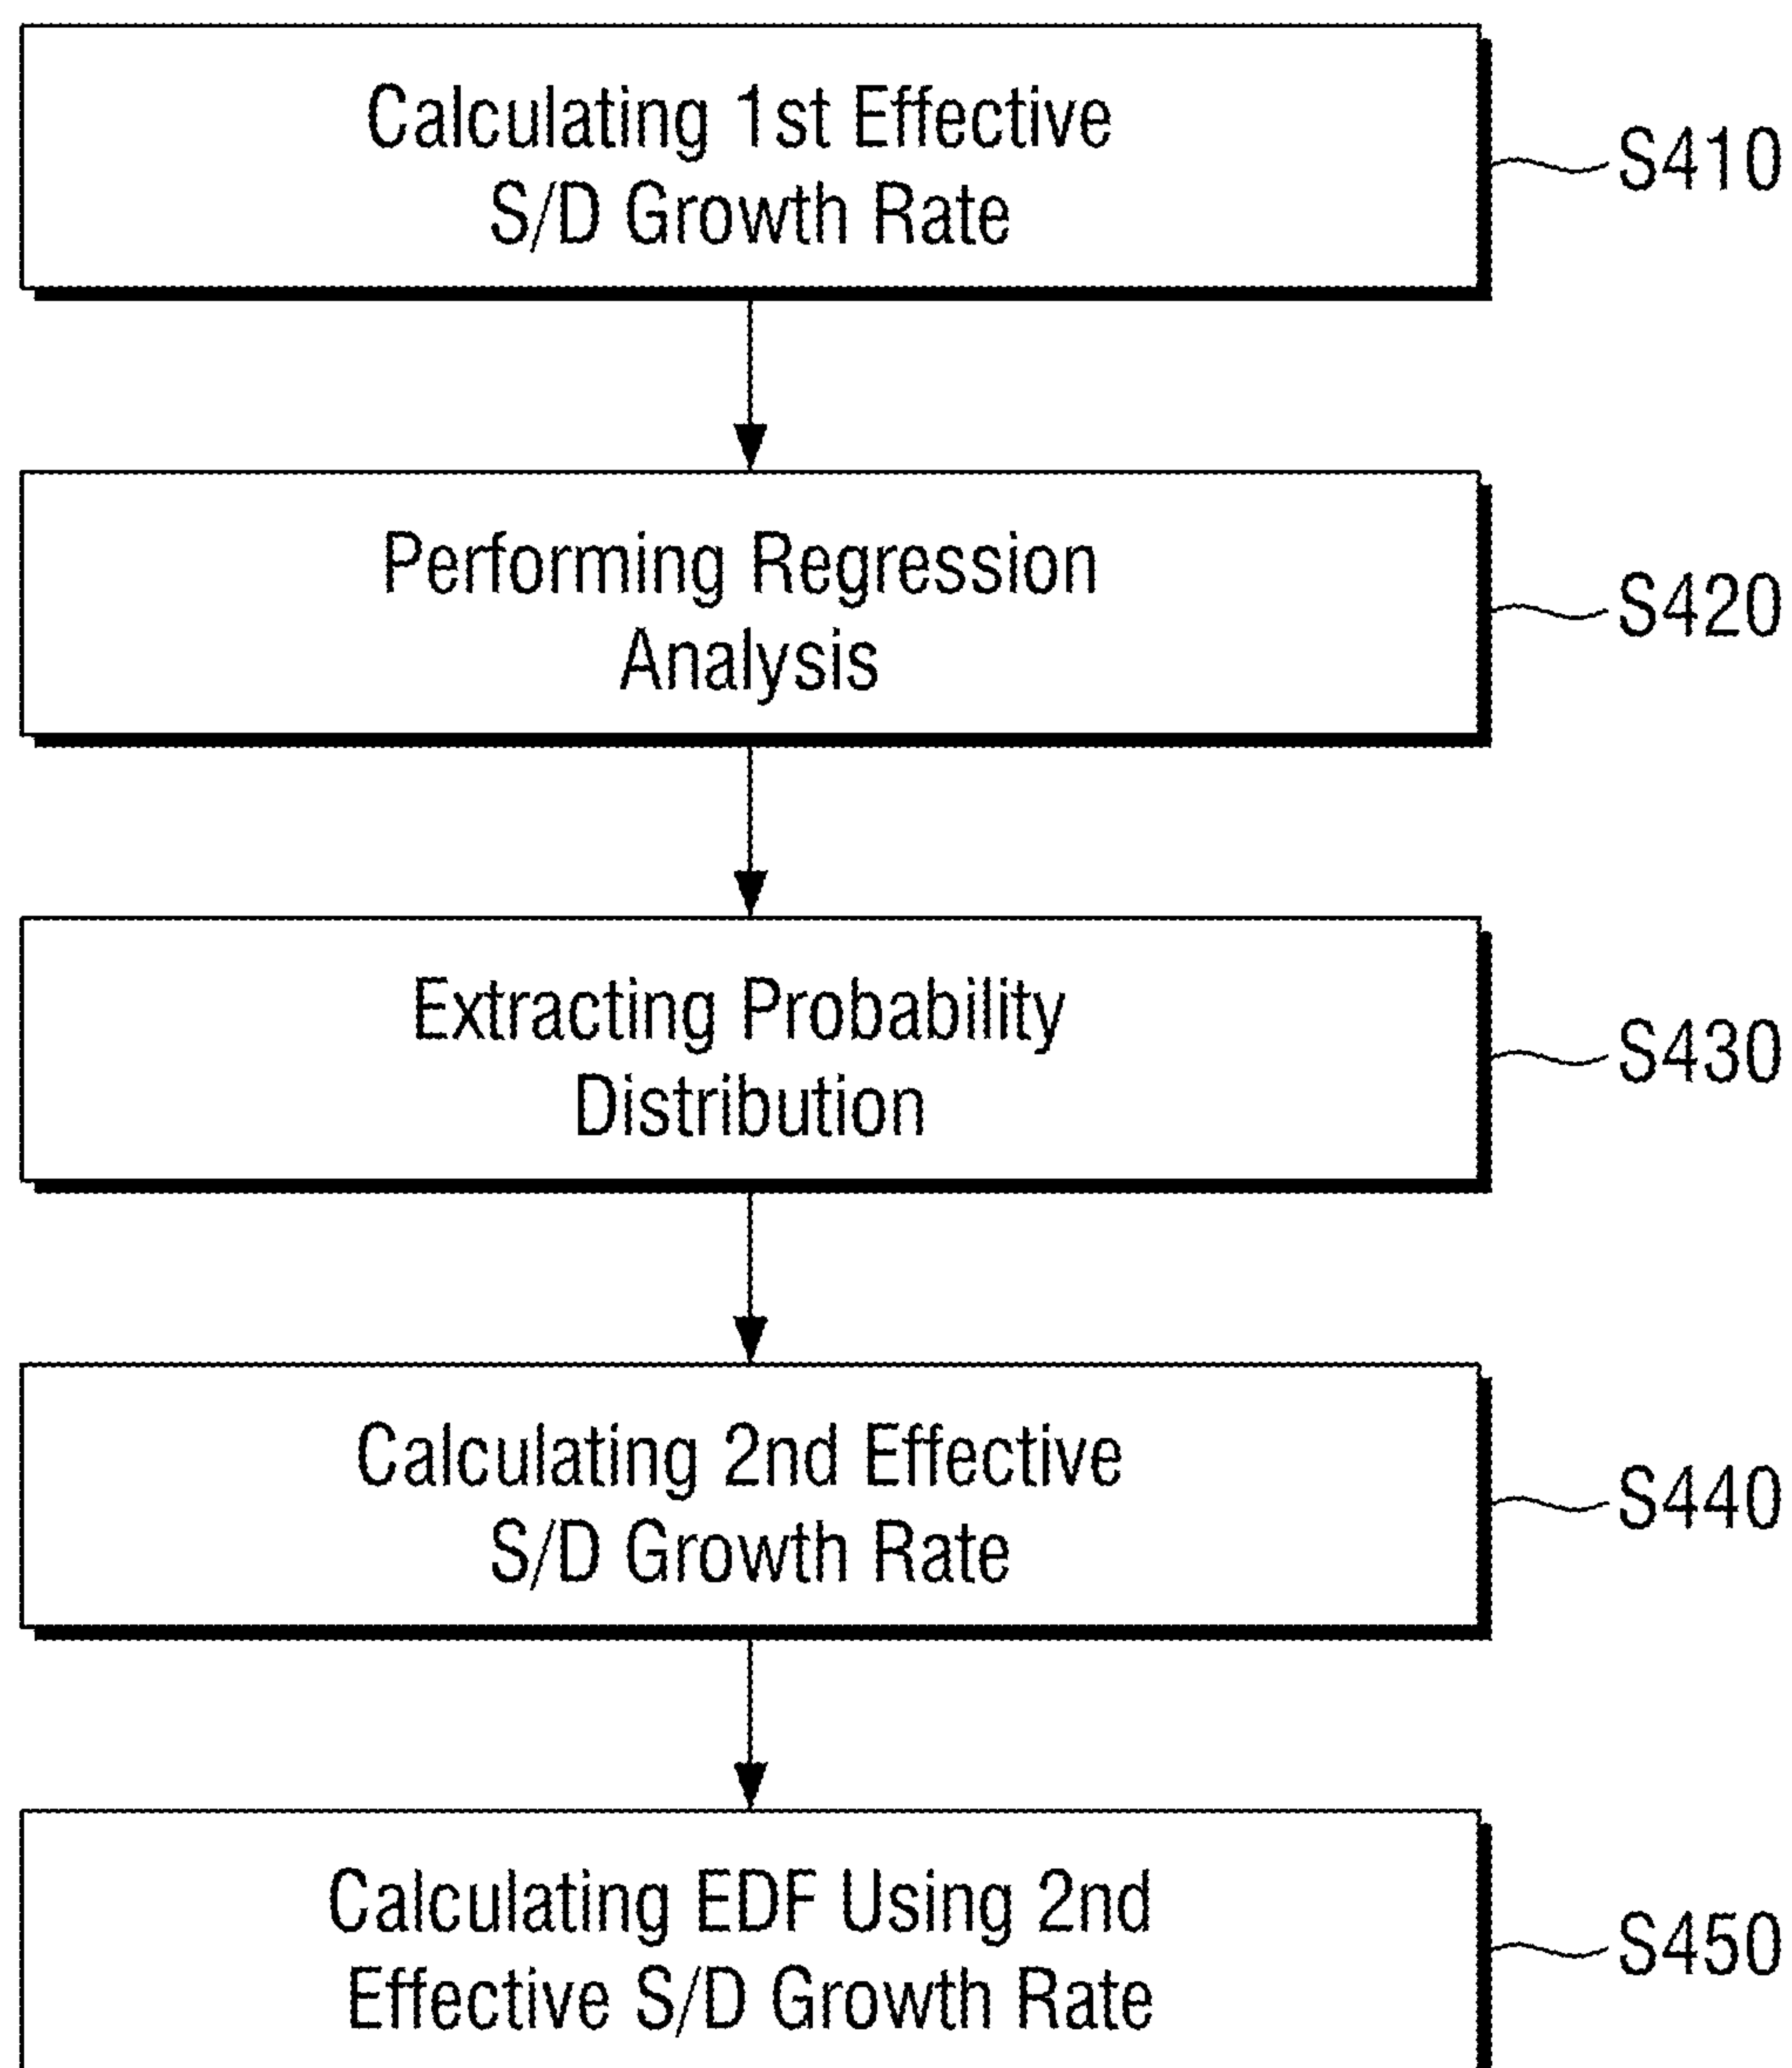 Calculating 1st Effective
S/D Growth Rate
S410
Performing Regression
Analysis
S420
Extracting Probability
Distribution
S430
Calculating 2nd Effective
S/D Growth Rate
S440
Calculating EDF Using 2nd
Effective S/D Growth Rate
S450